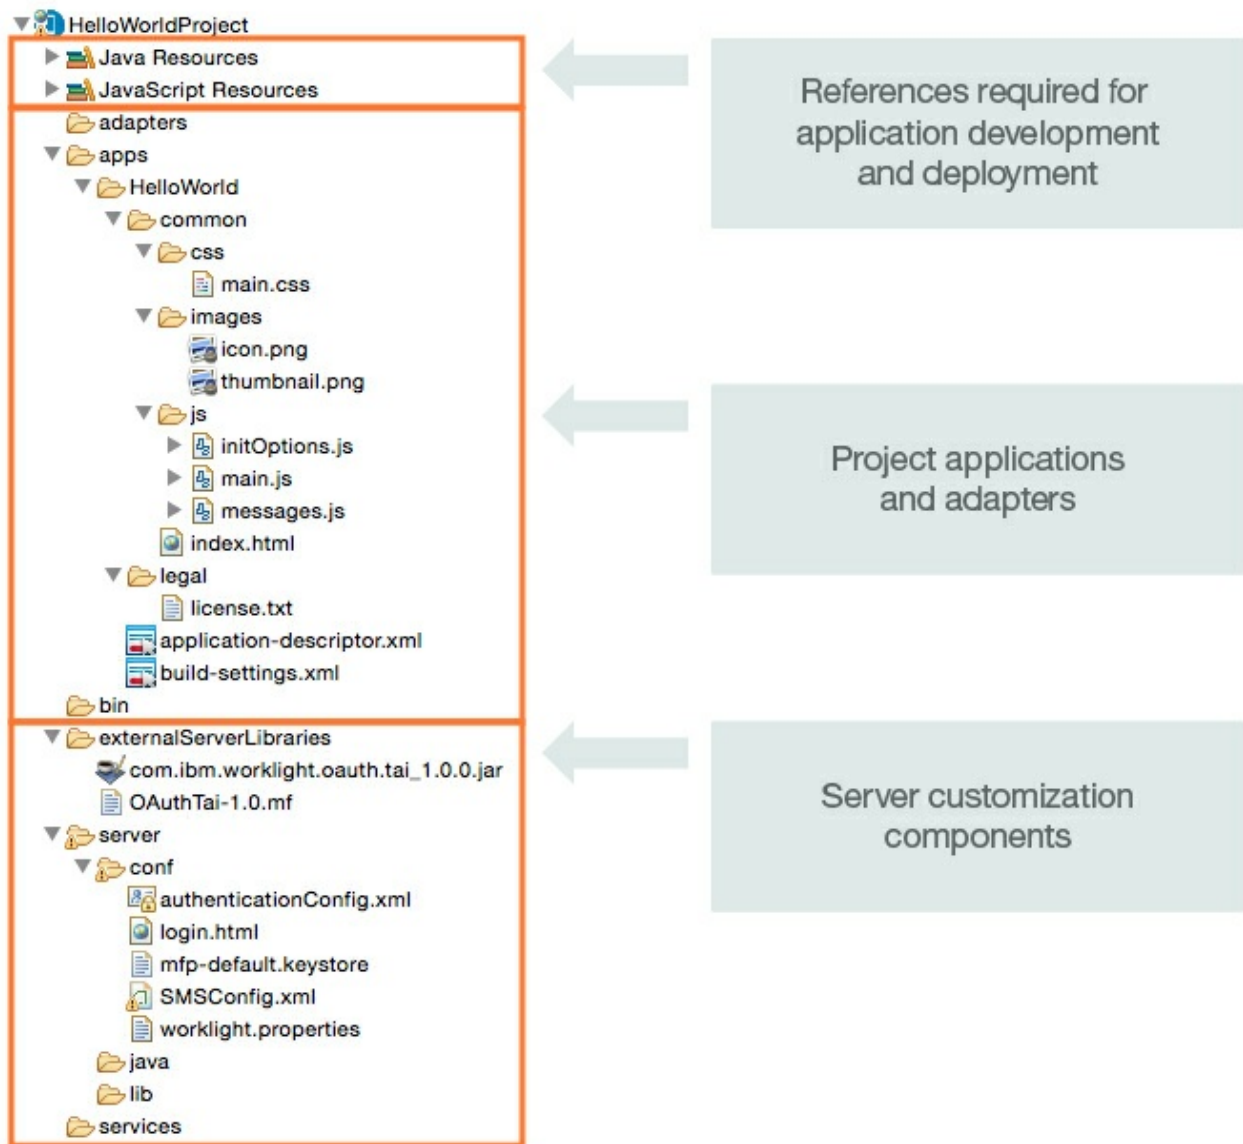 HelloWorldProject
Java Resources
JavaScript Resources
adapters
apps
HelloWorld
common
css
main.css
images
icon.png
thumbnail.png
js
initOptions.js
main.js
messages.js
index.html
legal
license.txt
application-descriptor.xml
build-settings.xml
bin
externalServerLibraries
com.ibm.worklight.oauth.tai_1.0.0.jar
OAuthTai-1.0.mf
server
conf
authenticationConfig.xml
login.html
mfp-default.keystore
SMSConfig.xml
worklight.properties
java
lib
services
References required for
application development
and deployment
Project applications
and adapters
Server customization
components